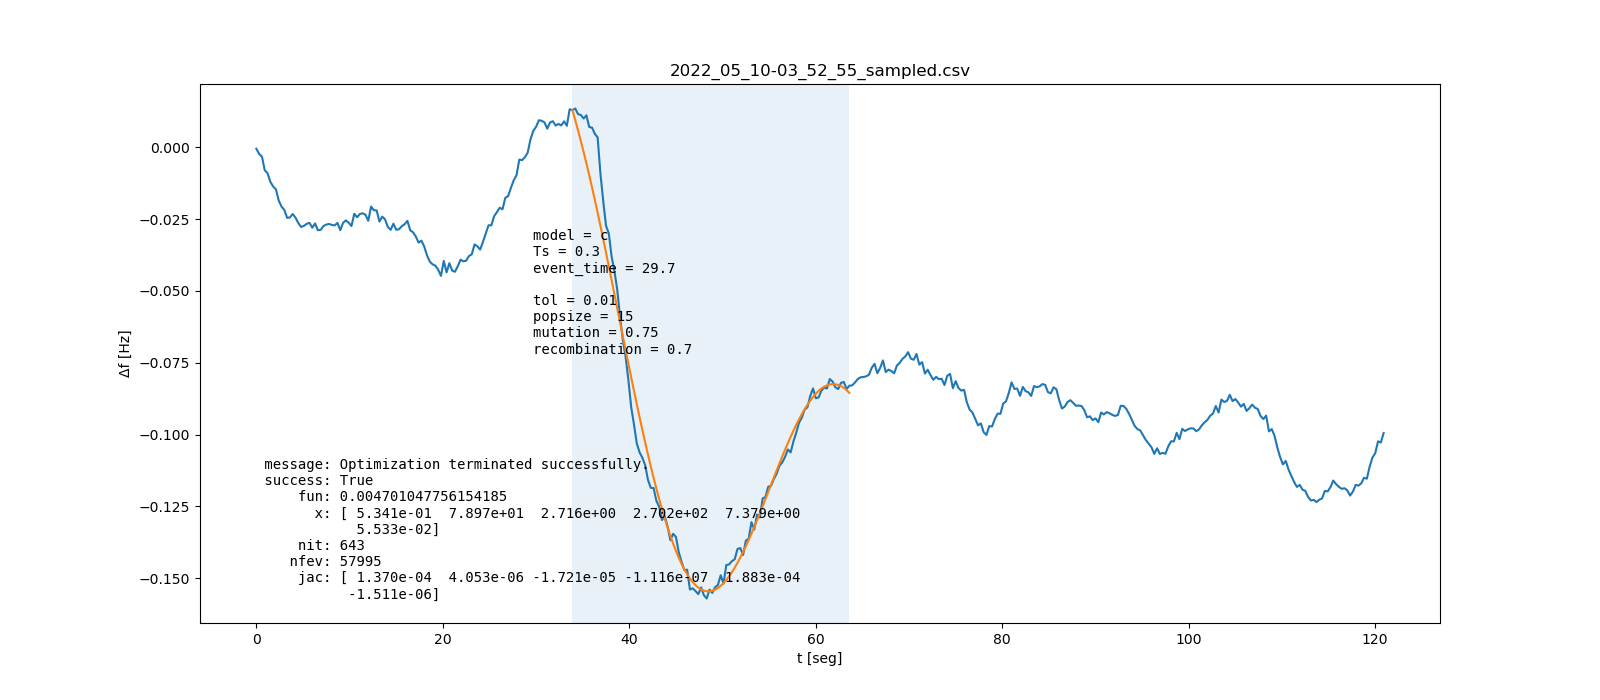 2022_05_10-03_52_55_sampled.csv
0.000
−0.025
−0.050
−0.075
−0.100
−0.125
−0.150
Δf [Hz]
model = c
Ts = 0.3
event_time = 29.7
tol = 0.01
popsize = 15
mutation = 0.75
recombination = 0.7
message: Optimization terminated successfully.
success: True
fun: 0.004701047756154185
x: [ 5.341e-01  7.897e+01  2.716e+00  2.702e+02  7.379e+00
5.533e-02]
nit: 643
nfev: 57995
jac: [ 1.370e-04  4.053e-06 -1.721e-05 -1.116e-07  1.883e-04
-1.511e-06]
0 20 40 60 80 100 120
t [seg]